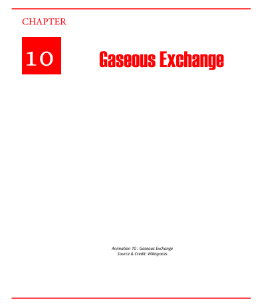 CHAPTER
10
Gaseous Exchange
Animation 10 : Gaseous Exchange
Source & Credit: Wikispaces